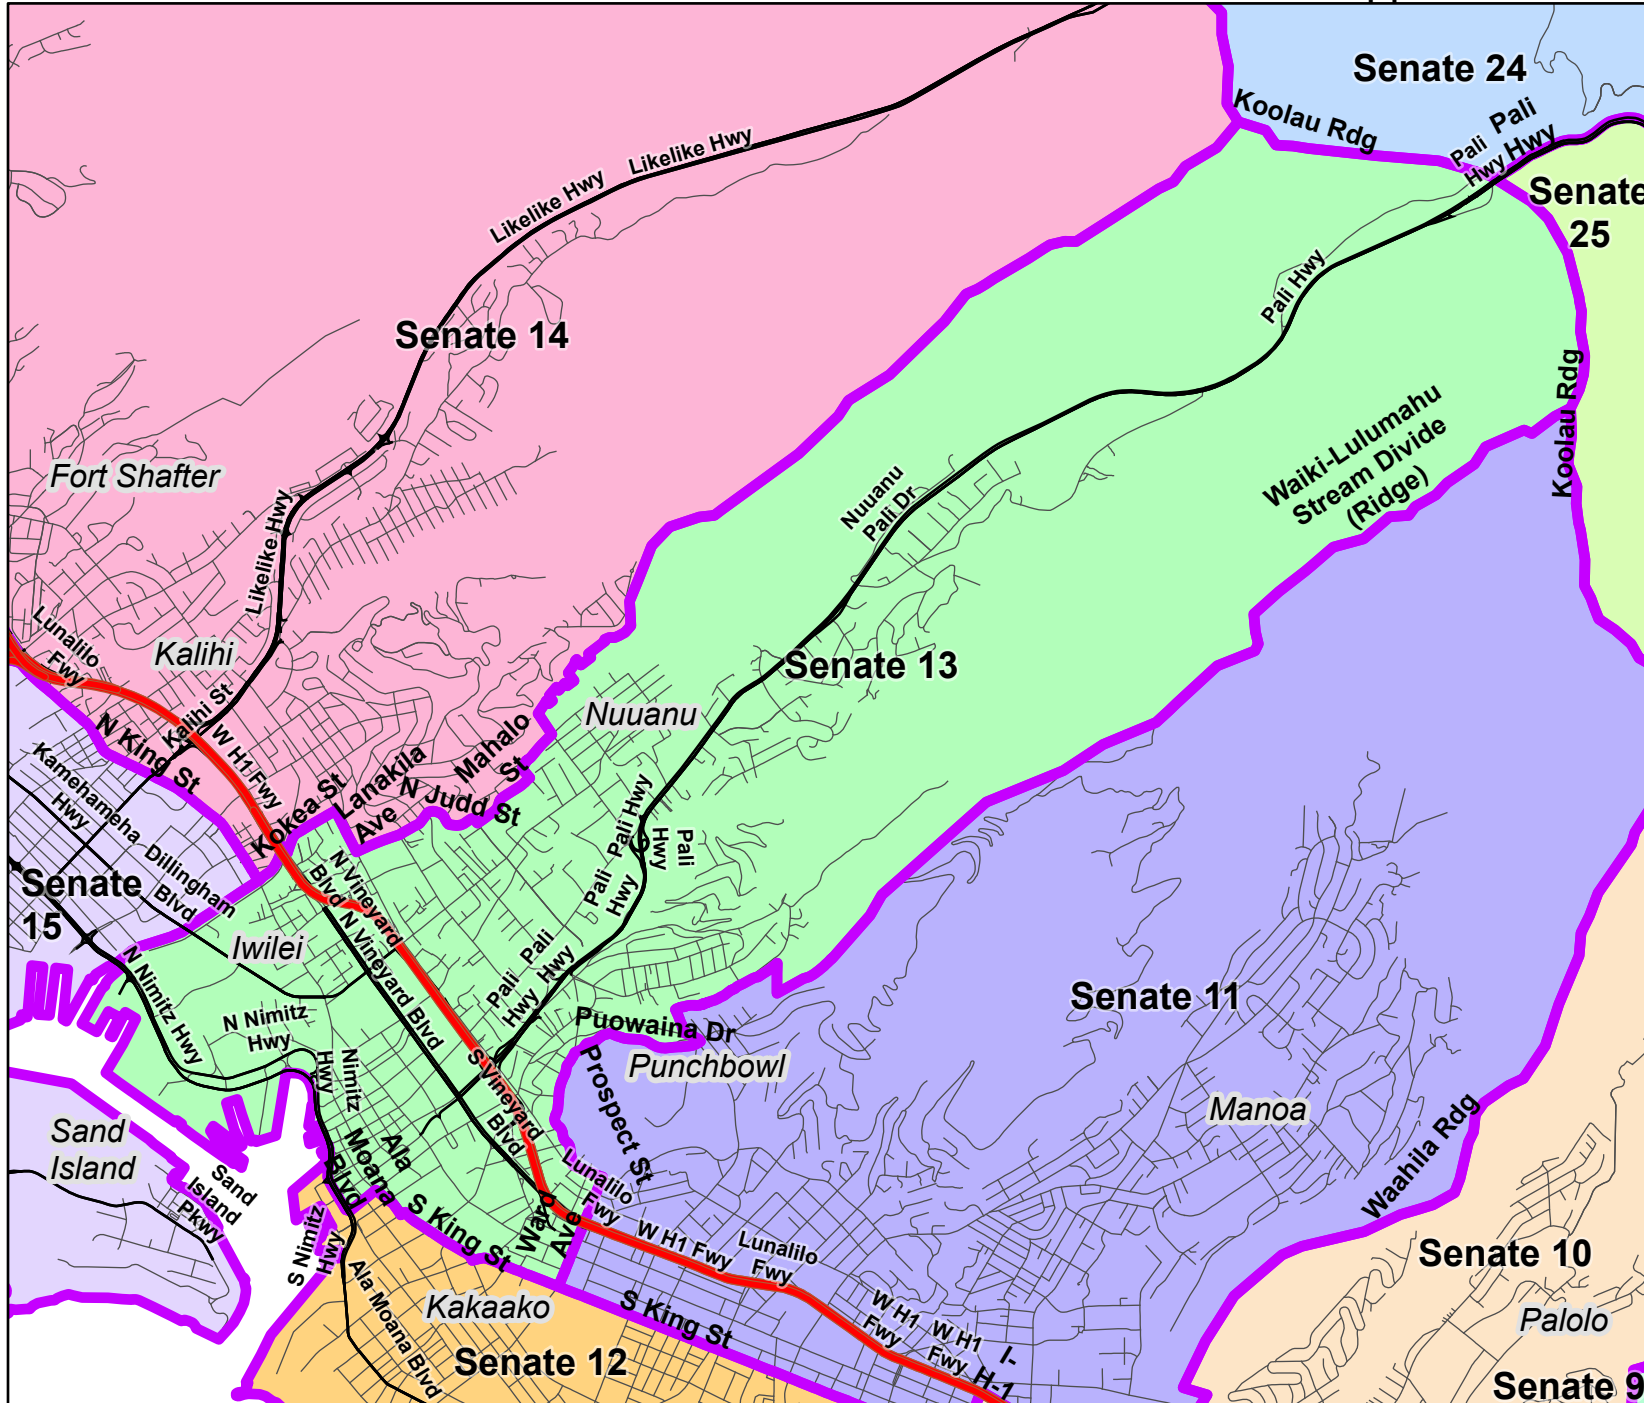 Senate 24
Koolau Rdg
Pali
Hwy
Pali
Hwy
Senate
25
Likelike Hwy
Likelike Hwy
Pali Hwy
Senate 14
Koolau Rdg
Waiki-Lulumahu
Stream Divide
(Ridge)
Fort Shafter
Nuuanu
Pali Dr
Likelike Hwy
Lunalilo
Fwy
Kalihi
Senate 13
Kalihi St
Nuuanu
N King St
W H1 Fwy
Mahalo
St
Lanakila
Ave
Kokea St
N Judd St
Kamehameha
Hwy
Pali Hwy
Pali
Hwy
Pali
Hwy
Dillingham
Blvd
N Vineyard
Blvd
Senate
15
Iwilei
N Vineyard Blvd
Pali
Hwy
Pali
Hwy
N Nimitz Hwy
N Nimitz
Hwy
Senate 11
Puowaina Dr
Punchbowl
Nimitz
Hwy
S Vineyard
Blvd
Prospect St
Manoa
Sand
Island
Ala
Moana
Blvd
Waahila Rdg
Sand
Island
Pkwy
Lunalilo
Fwy
S King St
Ward
Ave
S Nimitz
Hwy
W H1 Fwy
Lunalilo
Fwy
Senate 10
Ala Moana Blvd
Kakaako
S King St
W H1
Fwy
W H1
Fwy
I-
H-1
Palolo
Senate 12
Senate 9